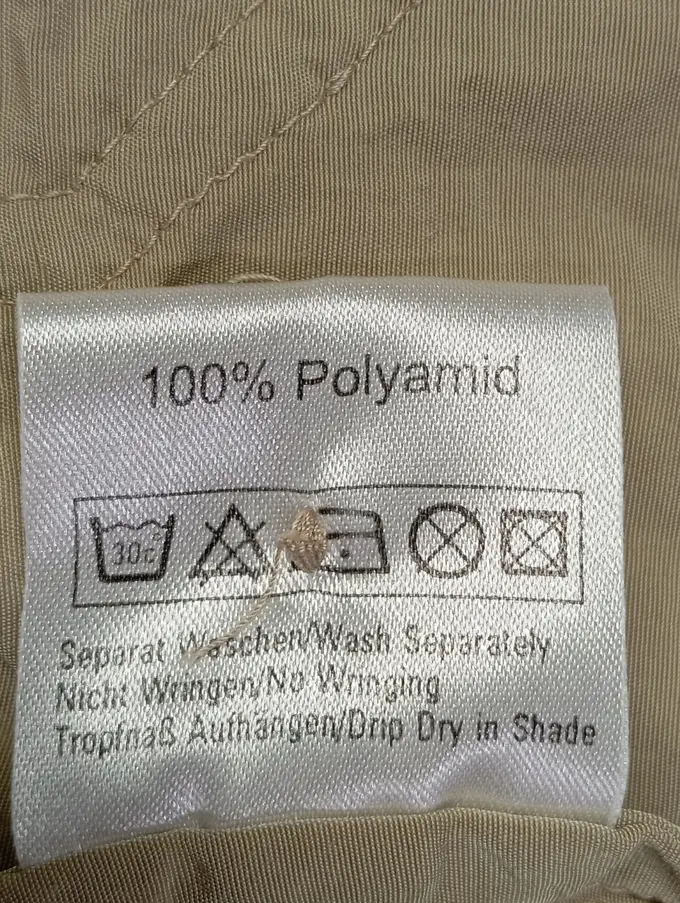 100% Polyamid
30c
Separat Waschen/Wash Separately
Nicht Wringen/No Wringing
Tropfnaß Aufhängen/Drip Dry in Shade